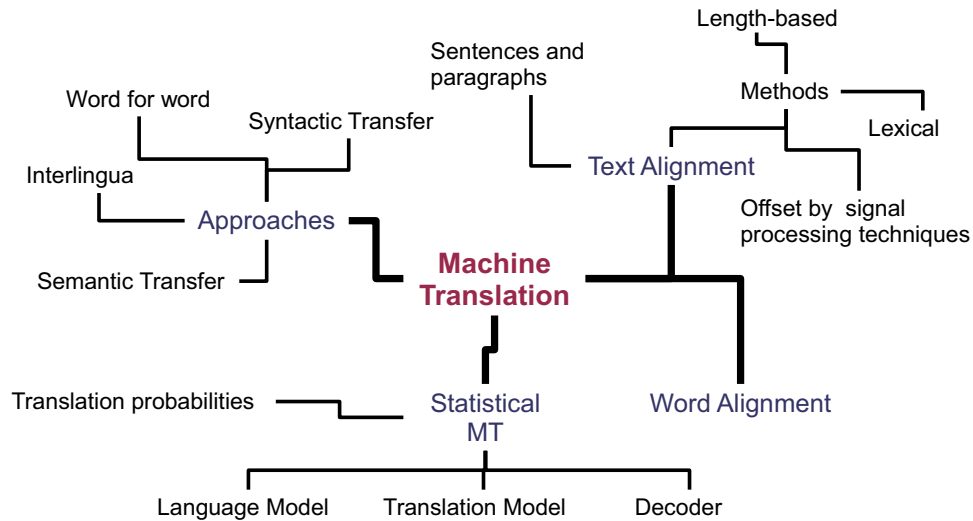 Length-based
Sentences and
paragraphs
Methods
Word for word
Syntactic Transfer
Lexical
Text Alignment
Interlingua
Approaches
Offset by signal
processing techniques
Machine
Translation
Semantic Transfer
Translation probabilities
Statistical
MT
Word Alignment
Language Model
Translation Model
Decoder